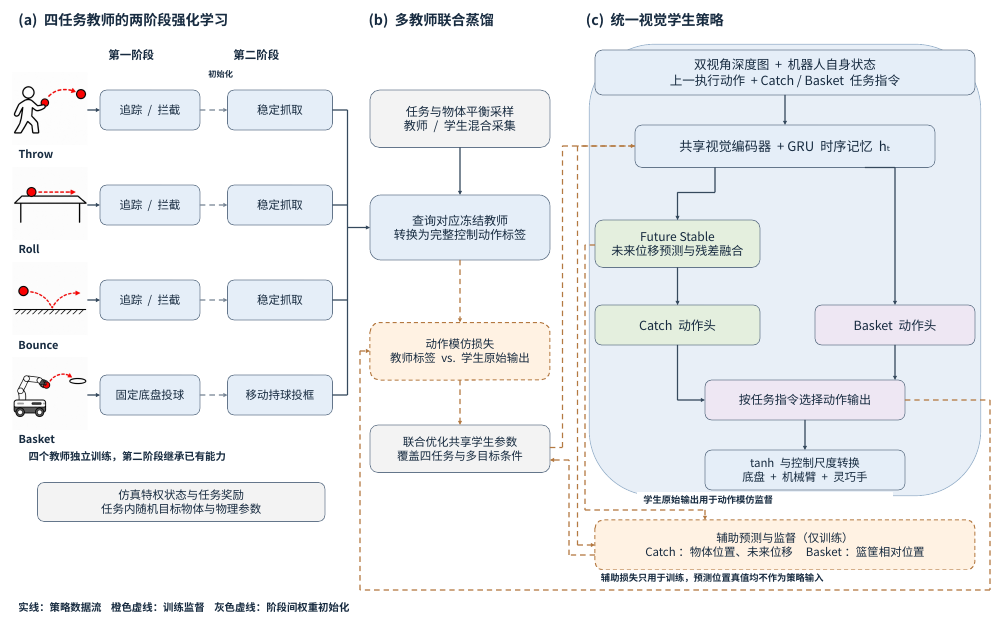 (a) 四任务教师的两阶段强化学习
第一阶段
第二阶段
初始化
追踪 / 拦截
稳定抓取
Throw
追踪 / 拦截
稳定抓取
Roll
追踪 / 拦截
稳定抓取
Bounce
固定底盘投球
移动持球投框
Basket
四个教师独立训练，第二阶段继承已有能力
仿真特权状态与任务奖励
任务内随机目标物体与物理参数
(b) 多教师联合蒸馏
任务与物体平衡采样
教师 / 学生混合采集
查询对应冻结教师
转换为完整控制动作标签
动作模仿损失
教师标签 vs. 学生原始输出
联合优化共享学生参数
覆盖四任务与多目标条件
(c) 统一视觉学生策略
双视角深度图 + 机器人自身状态
上一执行动作 + Catch / Basket 任务指令
共享视觉编码器 + GRU 时序记忆 hₜ
Future Stable
未来位移预测与残差融合
Catch 动作头
Basket 动作头
按任务指令选择动作输出
tanh 与控制尺度转换
底盘 + 机械臂 + 灵巧手
学生原始输出用于动作模仿监督
辅助预测与监督（仅训练）
Catch： 物体位置、未来位移 Basket： 篮筐相对位置
辅助损失只用于训练，预测位置真值均不作为策略输入
实线：策略数据流 橙色虚线：训练监督 灰色虚线：阶段间权重初始化